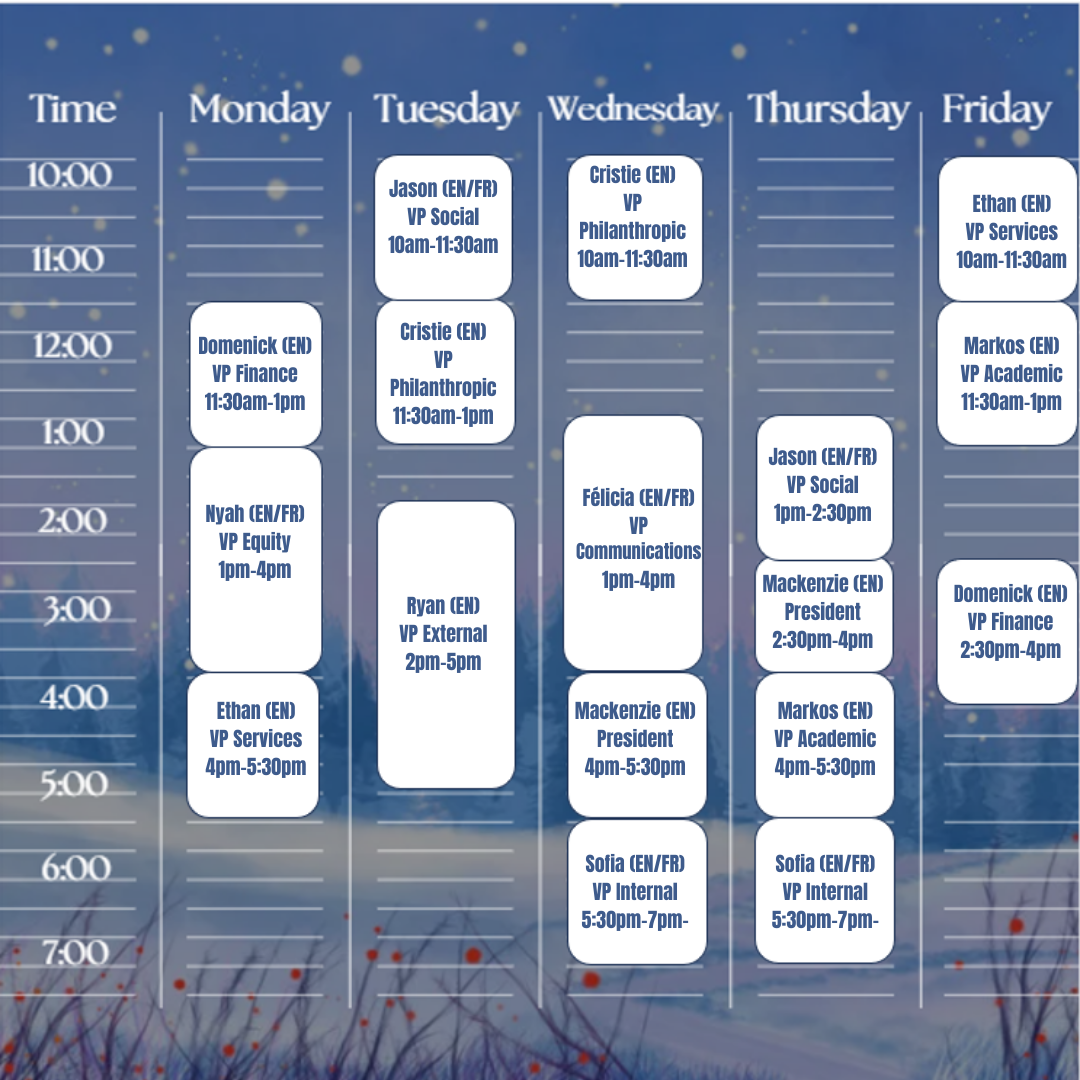 Time
Monday
Tuesday
Wednesday
Thursday
Friday
10:00
11:00
12:00
1:00
2:00
3:00
4:00
5:00
6:00
7:00
Domenick (EN)
VP Finance
11:30am-1pm
Nyah (EN/FR)
VP Equity
1pm-4pm
Ethan (EN)
VP Services
4pm-5:30pm
Jason (EN/FR)
VP Social
10am-11:30am
Cristie (EN)
VP
Philanthropic
11:30am-1pm
Ryan (EN)
VP External
2pm-5pm
Cristie (EN)
VP
Philanthropic
10am-11:30am
Félicia (EN/FR)
VP
Communications
1pm-4pm
Mackenzie (EN)
President
4pm-5:30pm
Sofia (EN/FR)
VP Internal
5:30pm-7pm-
Jason (EN/FR)
VP Social
1pm-2:30pm
Mackenzie (EN)
President
2:30pm-4pm
Markos (EN)
VP Academic
4pm-5:30pm
Sofia (EN/FR)
VP Internal
5:30pm-7pm-
Ethan (EN)
VP Services
10am-11:30am
Markos (EN)
VP Academic
11:30am-1pm
Domenick (EN)
VP Finance
2:30pm-4pm